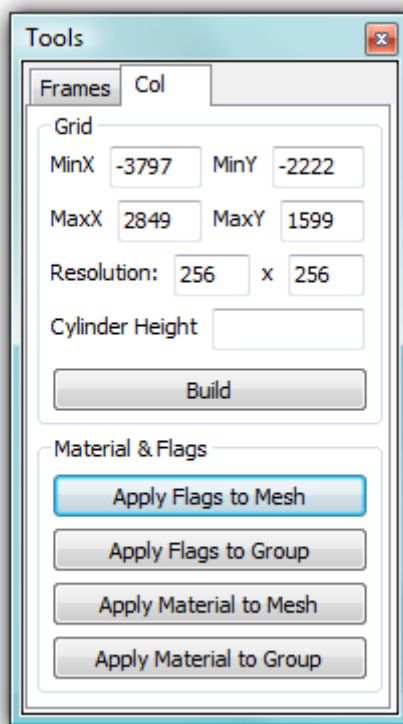 Tools
Frames Col
Grid
MinX -3797 MinY -2222
MaxX 2849 MaxY 1599
Resolution: 256 x 256
Cylinder Height
Build
Material & Flags
Apply Flags to Mesh
Apply Flags to Group
Apply Material to Mesh
Apply Material to Group